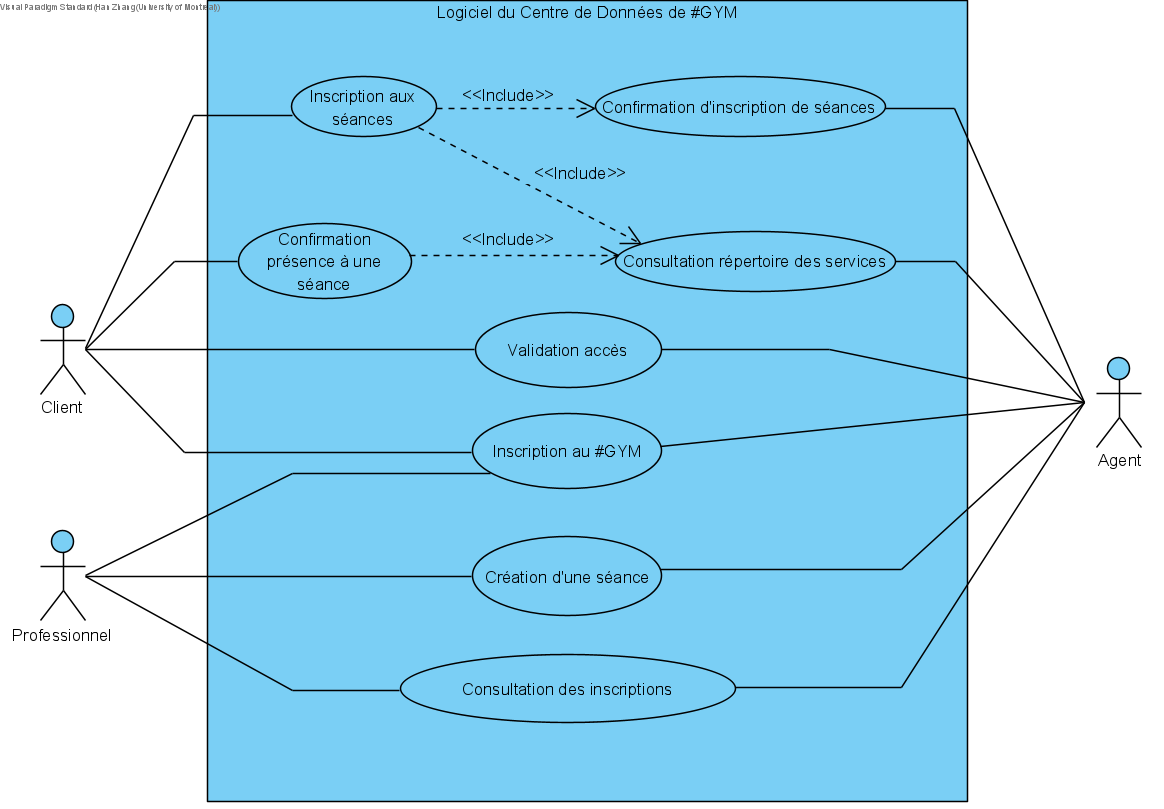 Visual Paradigm Standard(Han Zhang(University of Montreal))
Logiciel du Centre de Données de #GYM
Inscription aux
séances
<<Include>>
Confirmation d'inscription de séances
<<Include>>
Confirmation
présence à une
séance
<<Include>>
Consultation répertoire des services
Validation accès
Client
Inscription au #GYM
Agent
Création d'une séance
Professionnel
Consultation des inscriptions